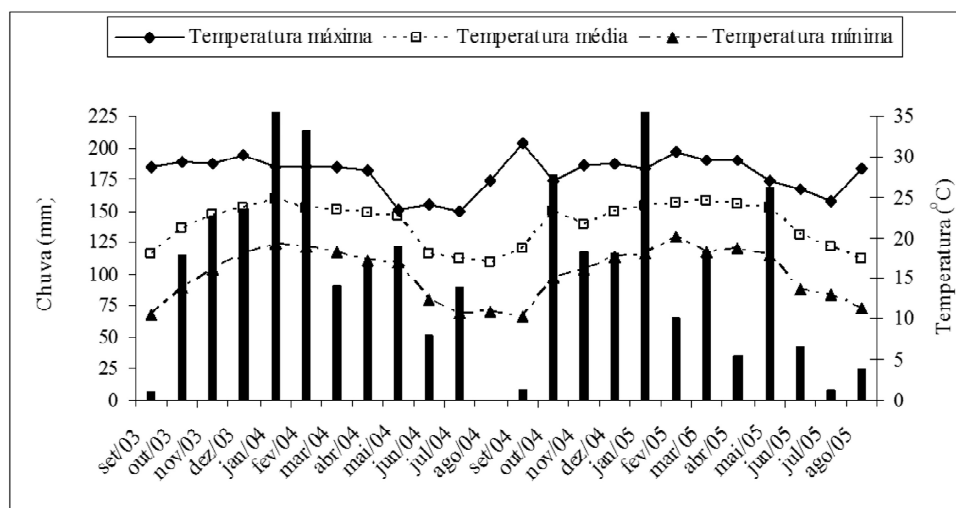 Temperatura máxima Temperatura média Temperatura mínima
225 35
200 30
175 25
150 20
125 15
100 10
75 5
50 0
25
0
Chuva (mm)
Temperatura (°C)
set/03 out/03 nov/03 dez/03 jan/04 fev/04 mar/04 abr/04 mai/04 jun/04 jul/04 ago/04 set/04 out/04 nov/04 dez/04 jan/05 fev/05 mar/05 abr/05 mai/05 jun/05 jul/05 ago/05